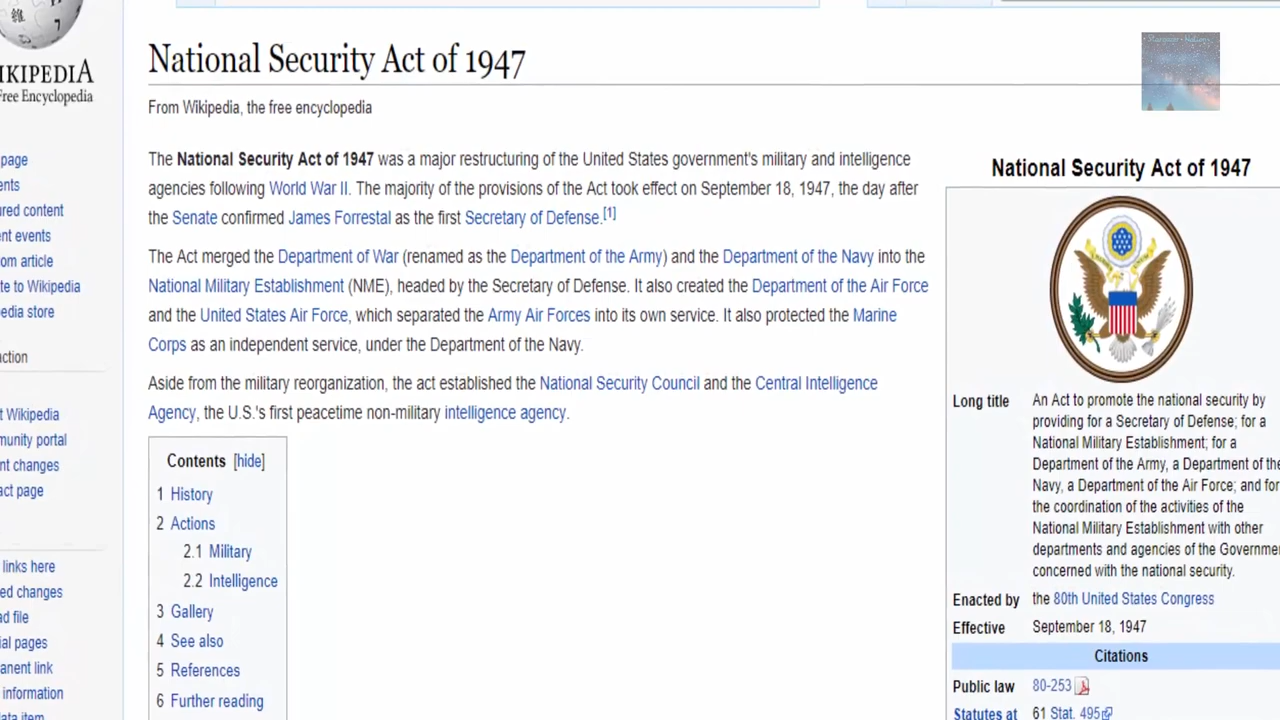 National Security Act of 1947
From Wikipedia, the free encyclopedia
The National Security Act of 1947 was a major restructuring of the United States government's military and intelligence
agencies following World War II. The majority of the provisions of the Act took effect on September 18, 1947, the day after
the Senate confirmed James Forrestal as the first Secretary of Defense.[1]
The Act merged the Department of War (renamed as the Department of the Army) and the Department of the Navy into the
National Military Establishment (NME), headed by the Secretary of Defense. It also created the Department of the Air Force
and the United States Air Force, which separated the Army Air Forces into its own service. It also protected the Marine
Corps as an independent service, under the Department of the Navy.
Aside from the military reorganization, the act established the National Security Council and the Central Intelligence
Agency, the U.S.'s first peacetime non-military intelligence agency.
Contents [hide]
1 History
2 Actions
2.1 Military
2.2 Intelligence
3 Gallery
4 See also
5 References
6 Further reading
National Security Act of 1947
Long title An Act to promote the national security by
providing for a Secretary of Defense; for a
National Military Establishment; for a
Department of the Army, a Department of the
Navy, a Department of the Air Force; and for
the coordination of the activities of the
National Military Establishment with other
departments and agencies of the Governme
concerned with the national security.
Enacted by the 80th United States Congress
Effective September 18, 1947
Citations
Public law 80-253
Statutes at 61 Stat. 495
IKIPEDIA
Free Encyclopedia
page
ents
ured content
nt events
om article
te to Wikipedia
pedia store
action
t Wikipedia
munity portal
nt changes
act page
links here
ed changes
ad file
ial pages
anent link
information
ata item